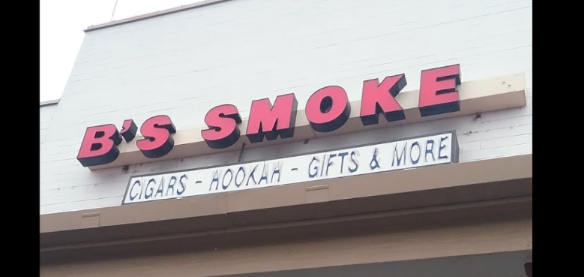 B'S SMOKE
CIGARS - HOOKAH - GIFTS & MORE